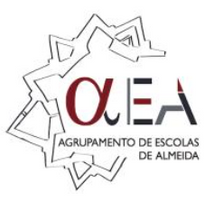 αEA
AGRUPAMENTO DE ESCOLAS
DE ALMEIDA